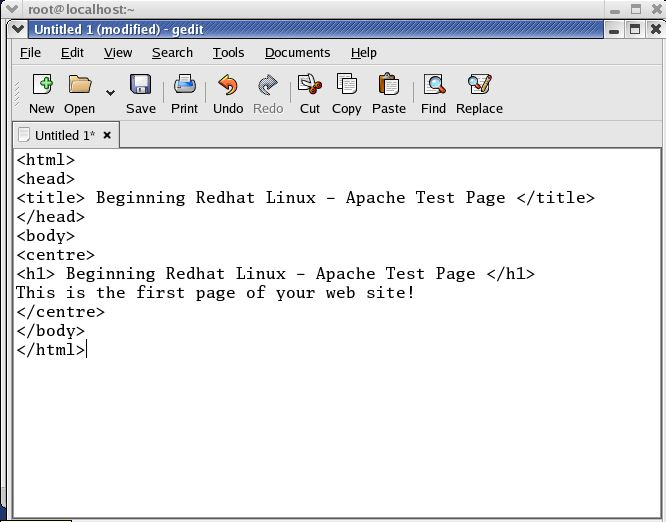 root@localhost:~
Untitled 1 (modified) - gedit
File Edit View Search Tools Documents Help
New Open Save Print Undo Redo Cut Copy Paste Find Replace
Untitled 1*
<html>
<head>
<title> Beginning Redhat Linux – Apache Test Page </title>
</head>
<body>
<centre>
<h1> Beginning Redhat Linux – Apache Test Page </h1>
This is the first page of your web site!
</centre>
</body>
</html>